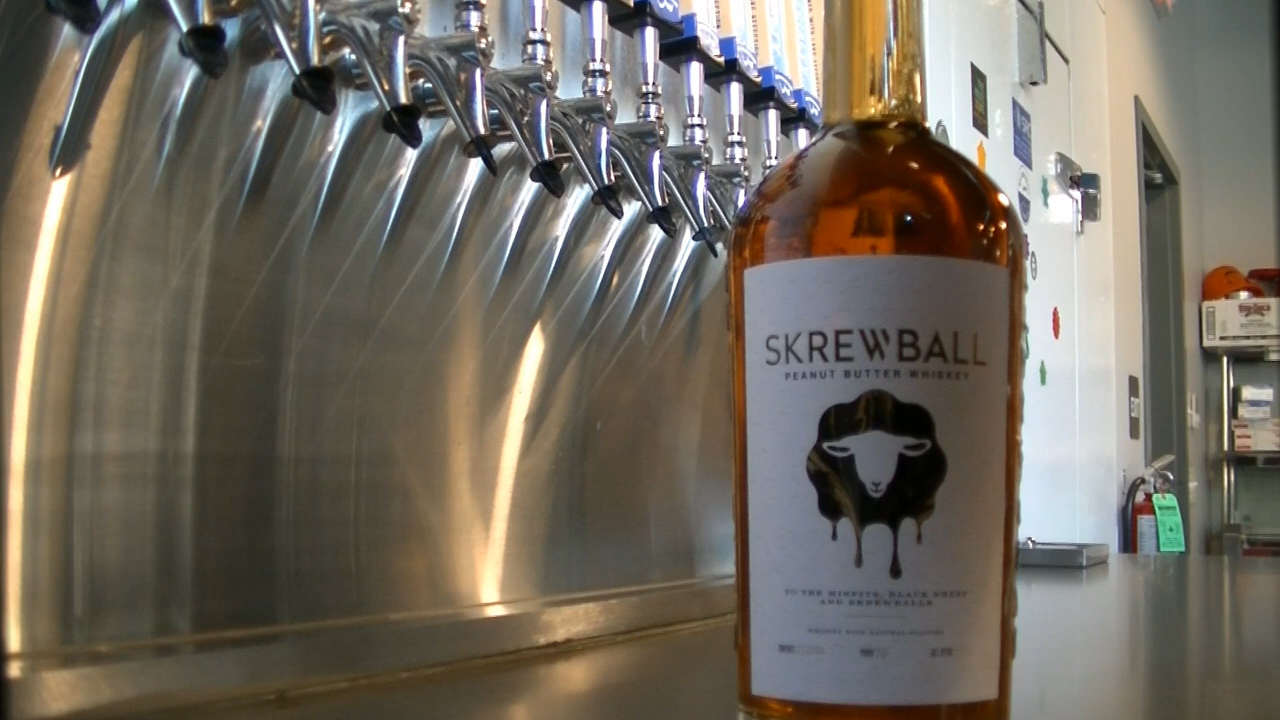 SKREWBALL
PEANUT BUTTER WHISKEY
TO THE MISFITS, BLACK SHEEP
AND SKREWBALLS
WHISKEY WITH NATURAL FLAVORS